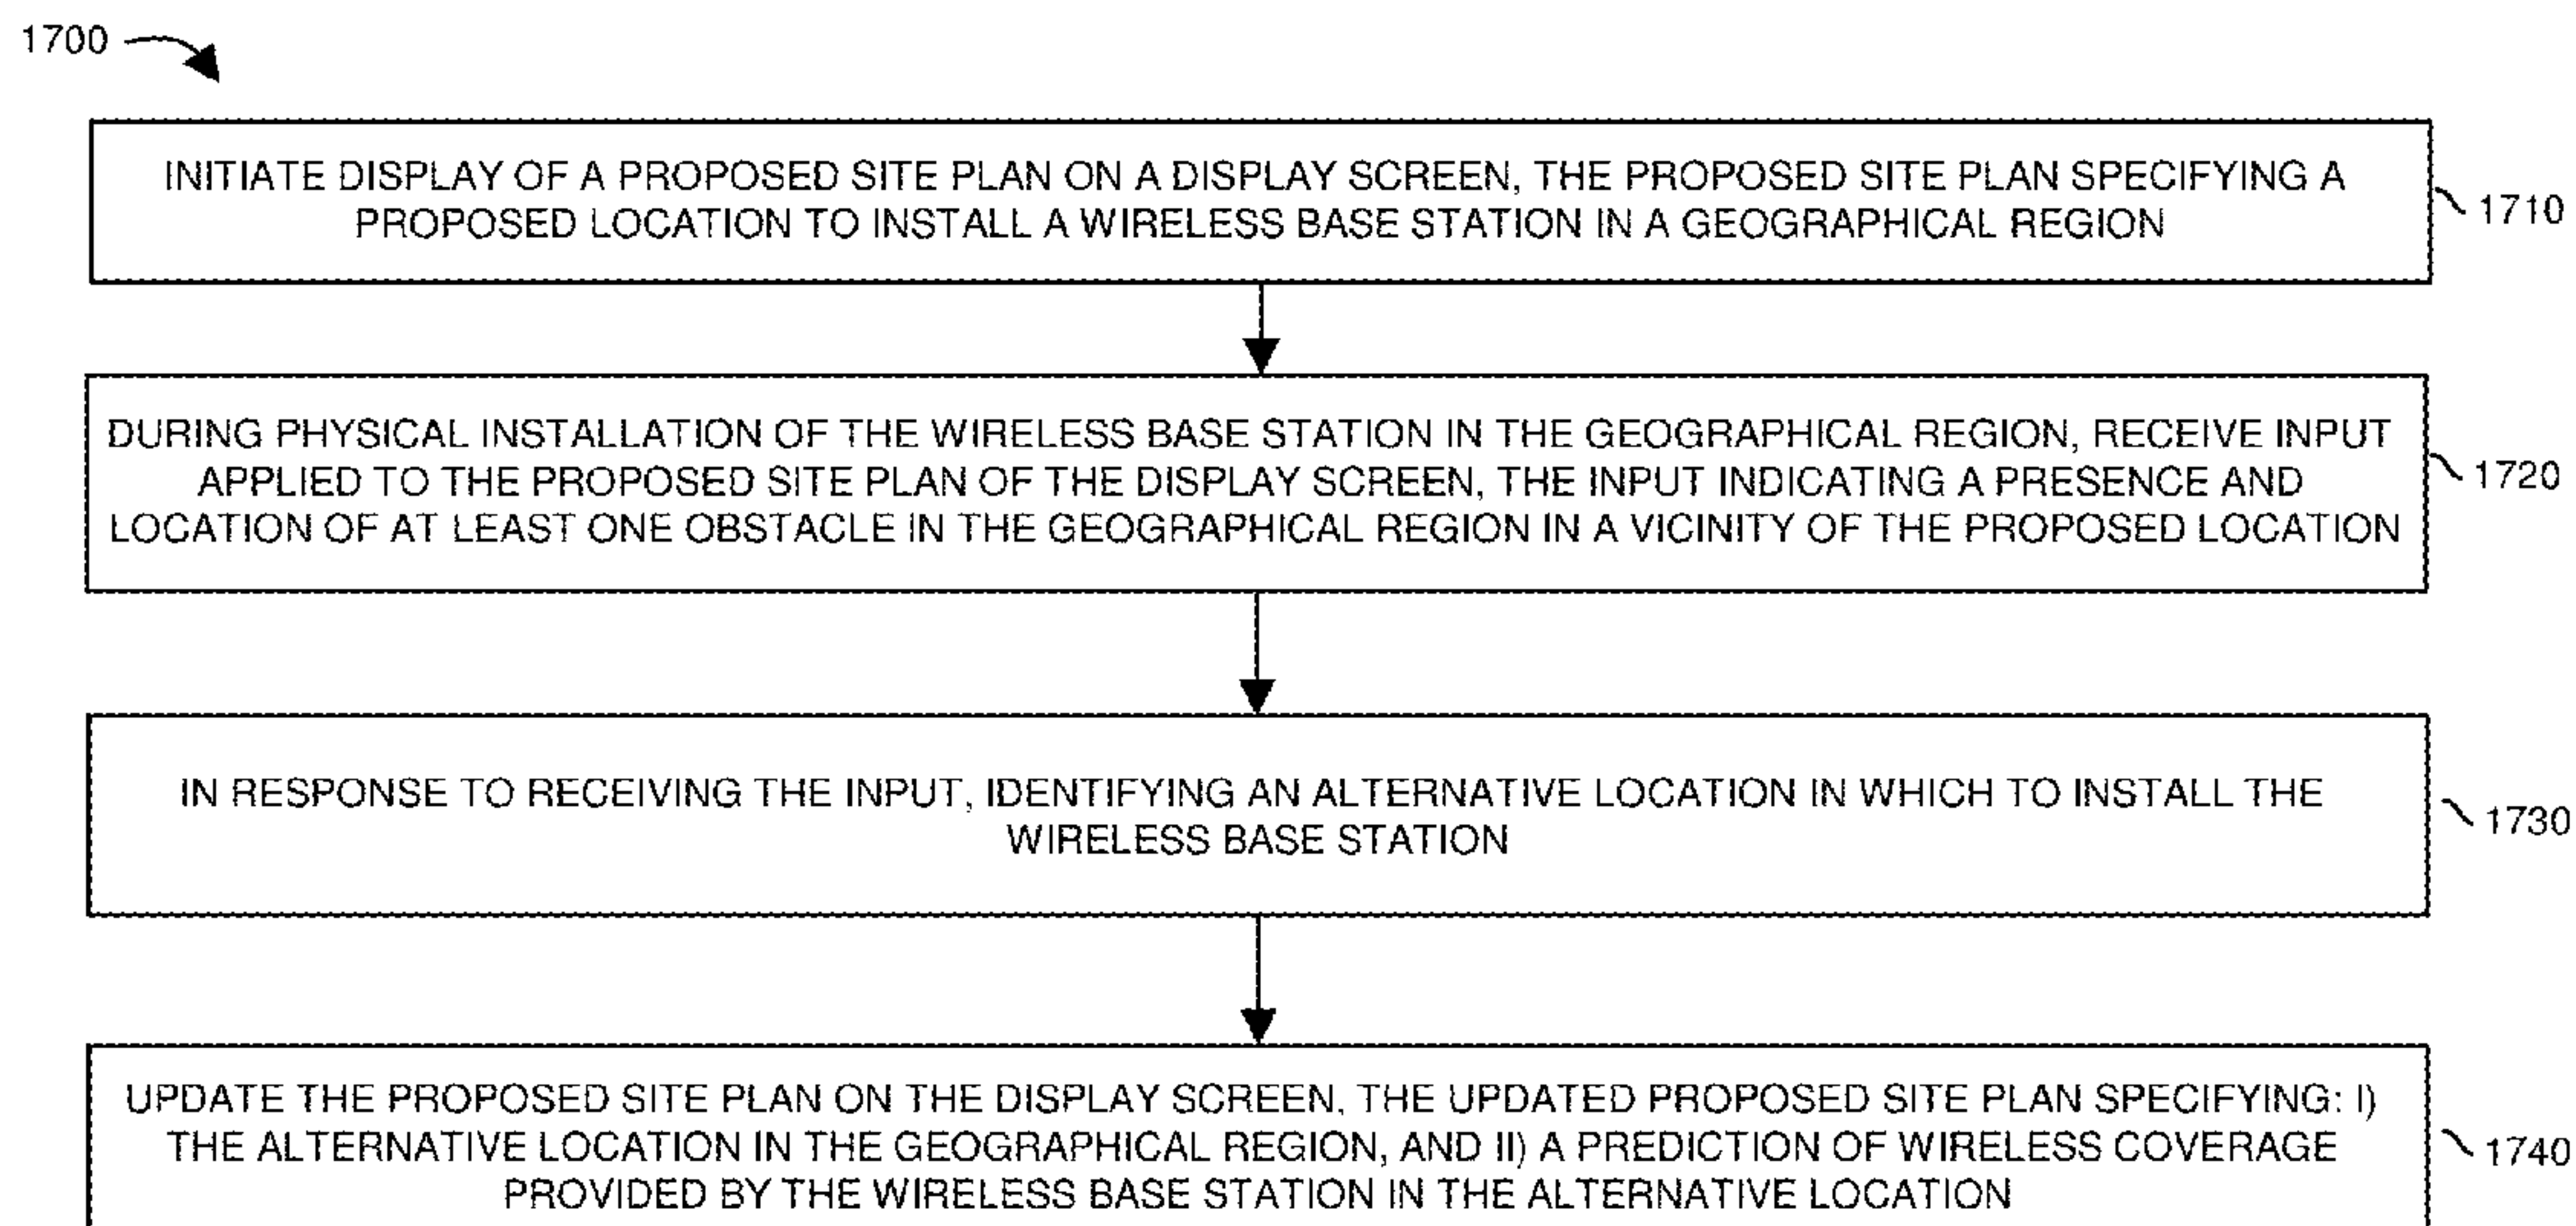 1700
INITIATE DISPLAY OF A PROPOSED SITE PLAN ON A DISPLAY SCREEN, THE PROPOSED SITE PLAN SPECIFYING A
PROPOSED LOCATION TO INSTALL A WIRELESS BASE STATION IN A GEOGRAPHICAL REGION
1710
DURING PHYSICAL INSTALLATION OF THE WIRELESS BASE STATION IN THE GEOGRAPHICAL REGION, RECEIVE INPUT
APPLIED TO THE PROPOSED SITE PLAN OF THE DISPLAY SCREEN, THE INPUT INDICATING A PRESENCE AND
LOCATION OF AT LEAST ONE OBSTACLE IN THE GEOGRAPHICAL REGION IN A VICINITY OF THE PROPOSED LOCATION
1720
IN RESPONSE TO RECEIVING THE INPUT, IDENTIFYING AN ALTERNATIVE LOCATION IN WHICH TO INSTALL THE
WIRELESS BASE STATION
1730
UPDATE THE PROPOSED SITE PLAN ON THE DISPLAY SCREEN, THE UPDATED PROPOSED SITE PLAN SPECIFYING: I)
THE ALTERNATIVE LOCATION IN THE GEOGRAPHICAL REGION, AND II) A PREDICTION OF WIRELESS COVERAGE
PROVIDED BY THE WIRELESS BASE STATION IN THE ALTERNATIVE LOCATION
1740